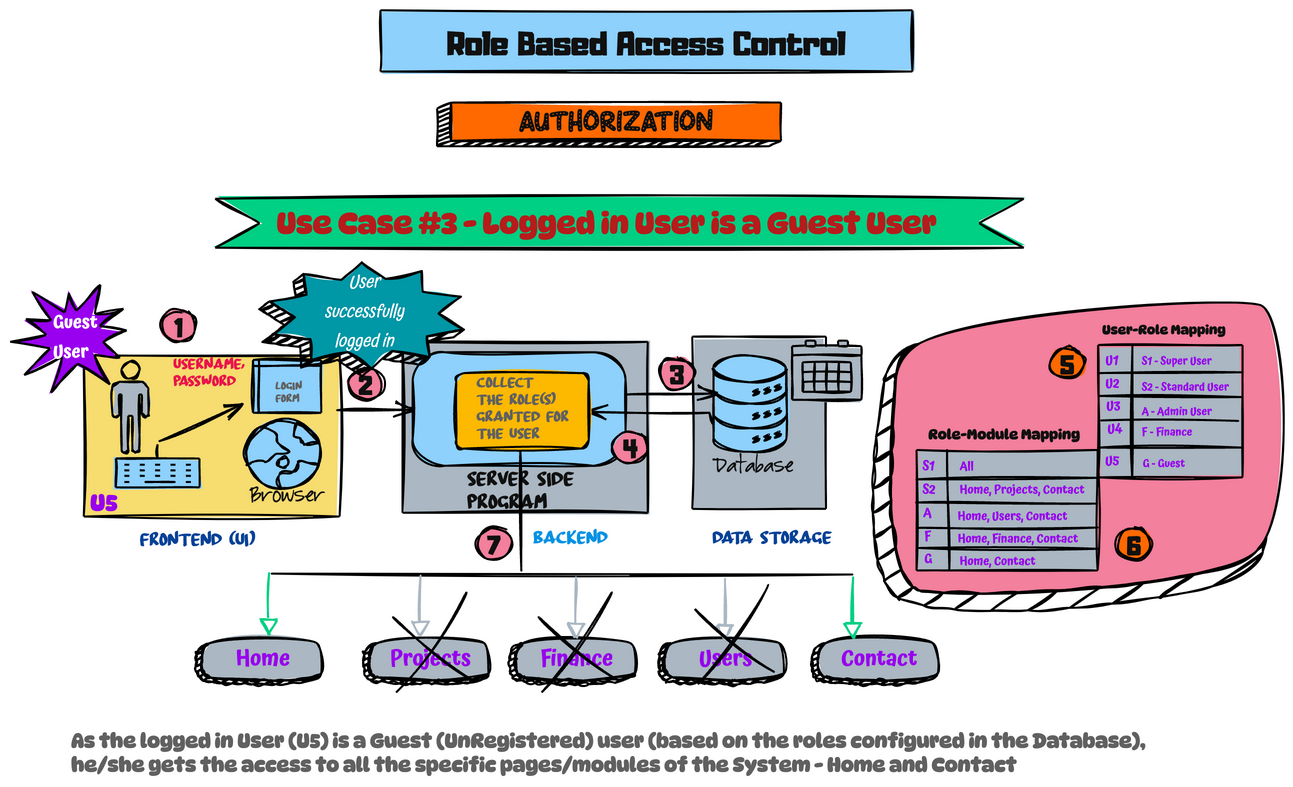 Role Based Access Control
AUTHORIZATION
Use Case #3 - Logged in User is a Guest User
Guest
User
1
USERNAME,
PASSWORD
LOGIN
FORM
Browser
U5
FRONTEND (UI)
User
successfully
logged in
2
COLLECT
THE ROLE(S)
GRANTED FOR
THE USER
4
SERVER SIDE
PROGRAM
7
BACKEND
3
Database
DATA STORAGE
User-Role Mapping
5
U1 S1 - Super User
U2 S2 - Standard User
U3 A - Admin User
U4 F - Finance
U5 G - Guest
Role-Module Mapping
S1 All
S2 Home, Projects, Contact
A Home, Users, Contact
F Home, Finance, Contact
G Home, Contact
6
Home
Projects
Finance
Users
Contact
As the logged in User (U5) is a Guest (UnRegistered) user (based on the roles configured in the Database),
he/she gets the access to all the specific pages/modules of the System - Home and Contact